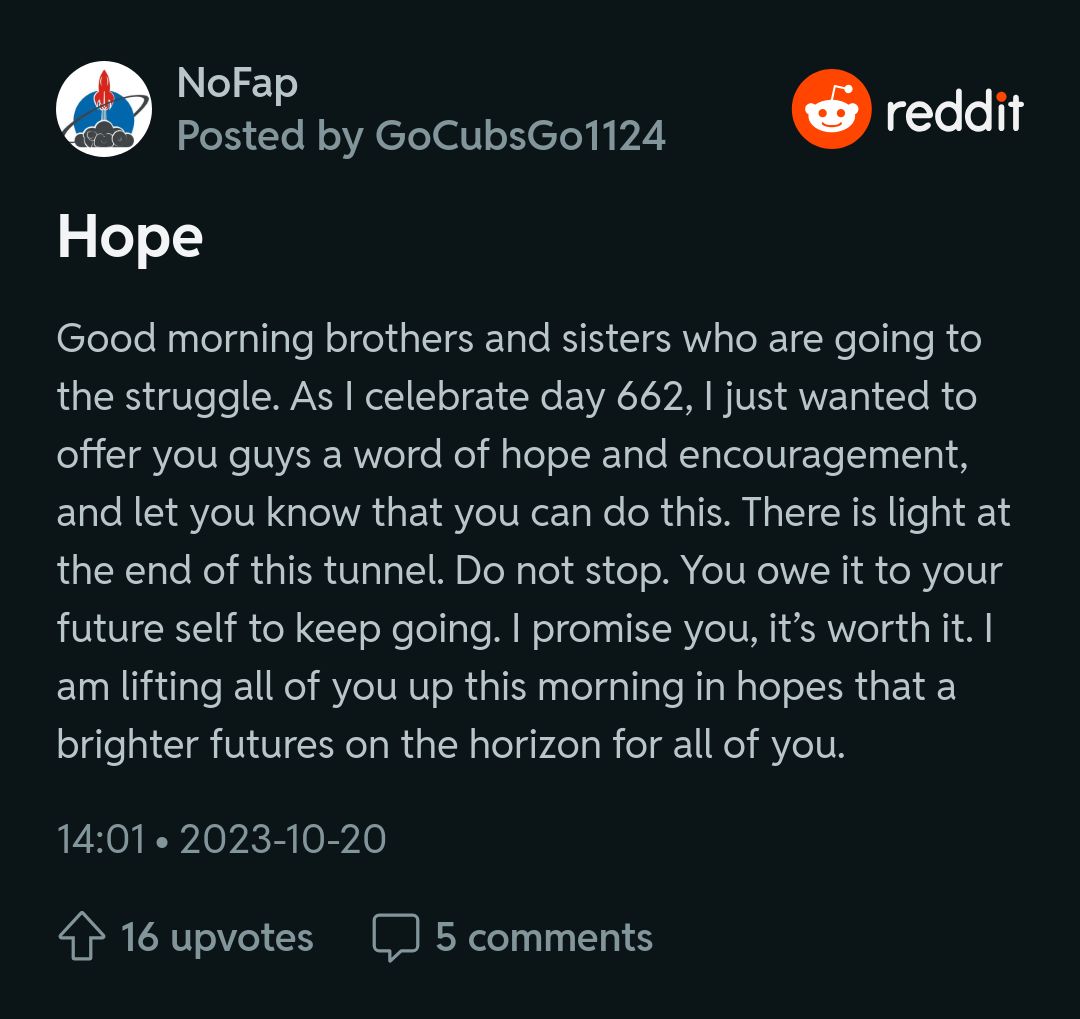 NoFap
Posted by GoCubsGo1124
reddit
Hope
Good morning brothers and sisters who are going to
the struggle. As I celebrate day 662, I just wanted to
offer you guys a word of hope and encouragement,
and let you know that you can do this. There is light at
the end of this tunnel. Do not stop. You owe it to your
future self to keep going. I promise you, it’s worth it. I
am lifting all of you up this morning in hopes that a
brighter futures on the horizon for all of you.
14:01 • 2023-10-20
16 upvotes 5 comments